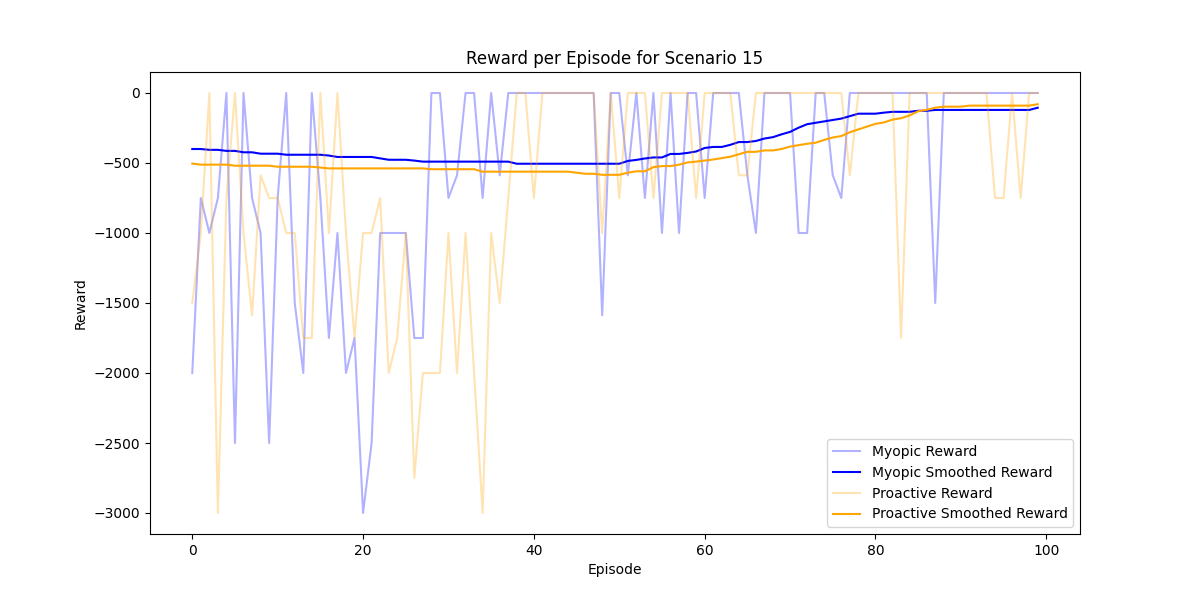 Reward per Episode for Scenario 15
Reward
0
−500
−1000
−1500
−2000
−2500
−3000
0 20 40 60 80 100
Episode
Myopic Reward
Myopic Smoothed Reward
Proactive Reward
Proactive Smoothed Reward